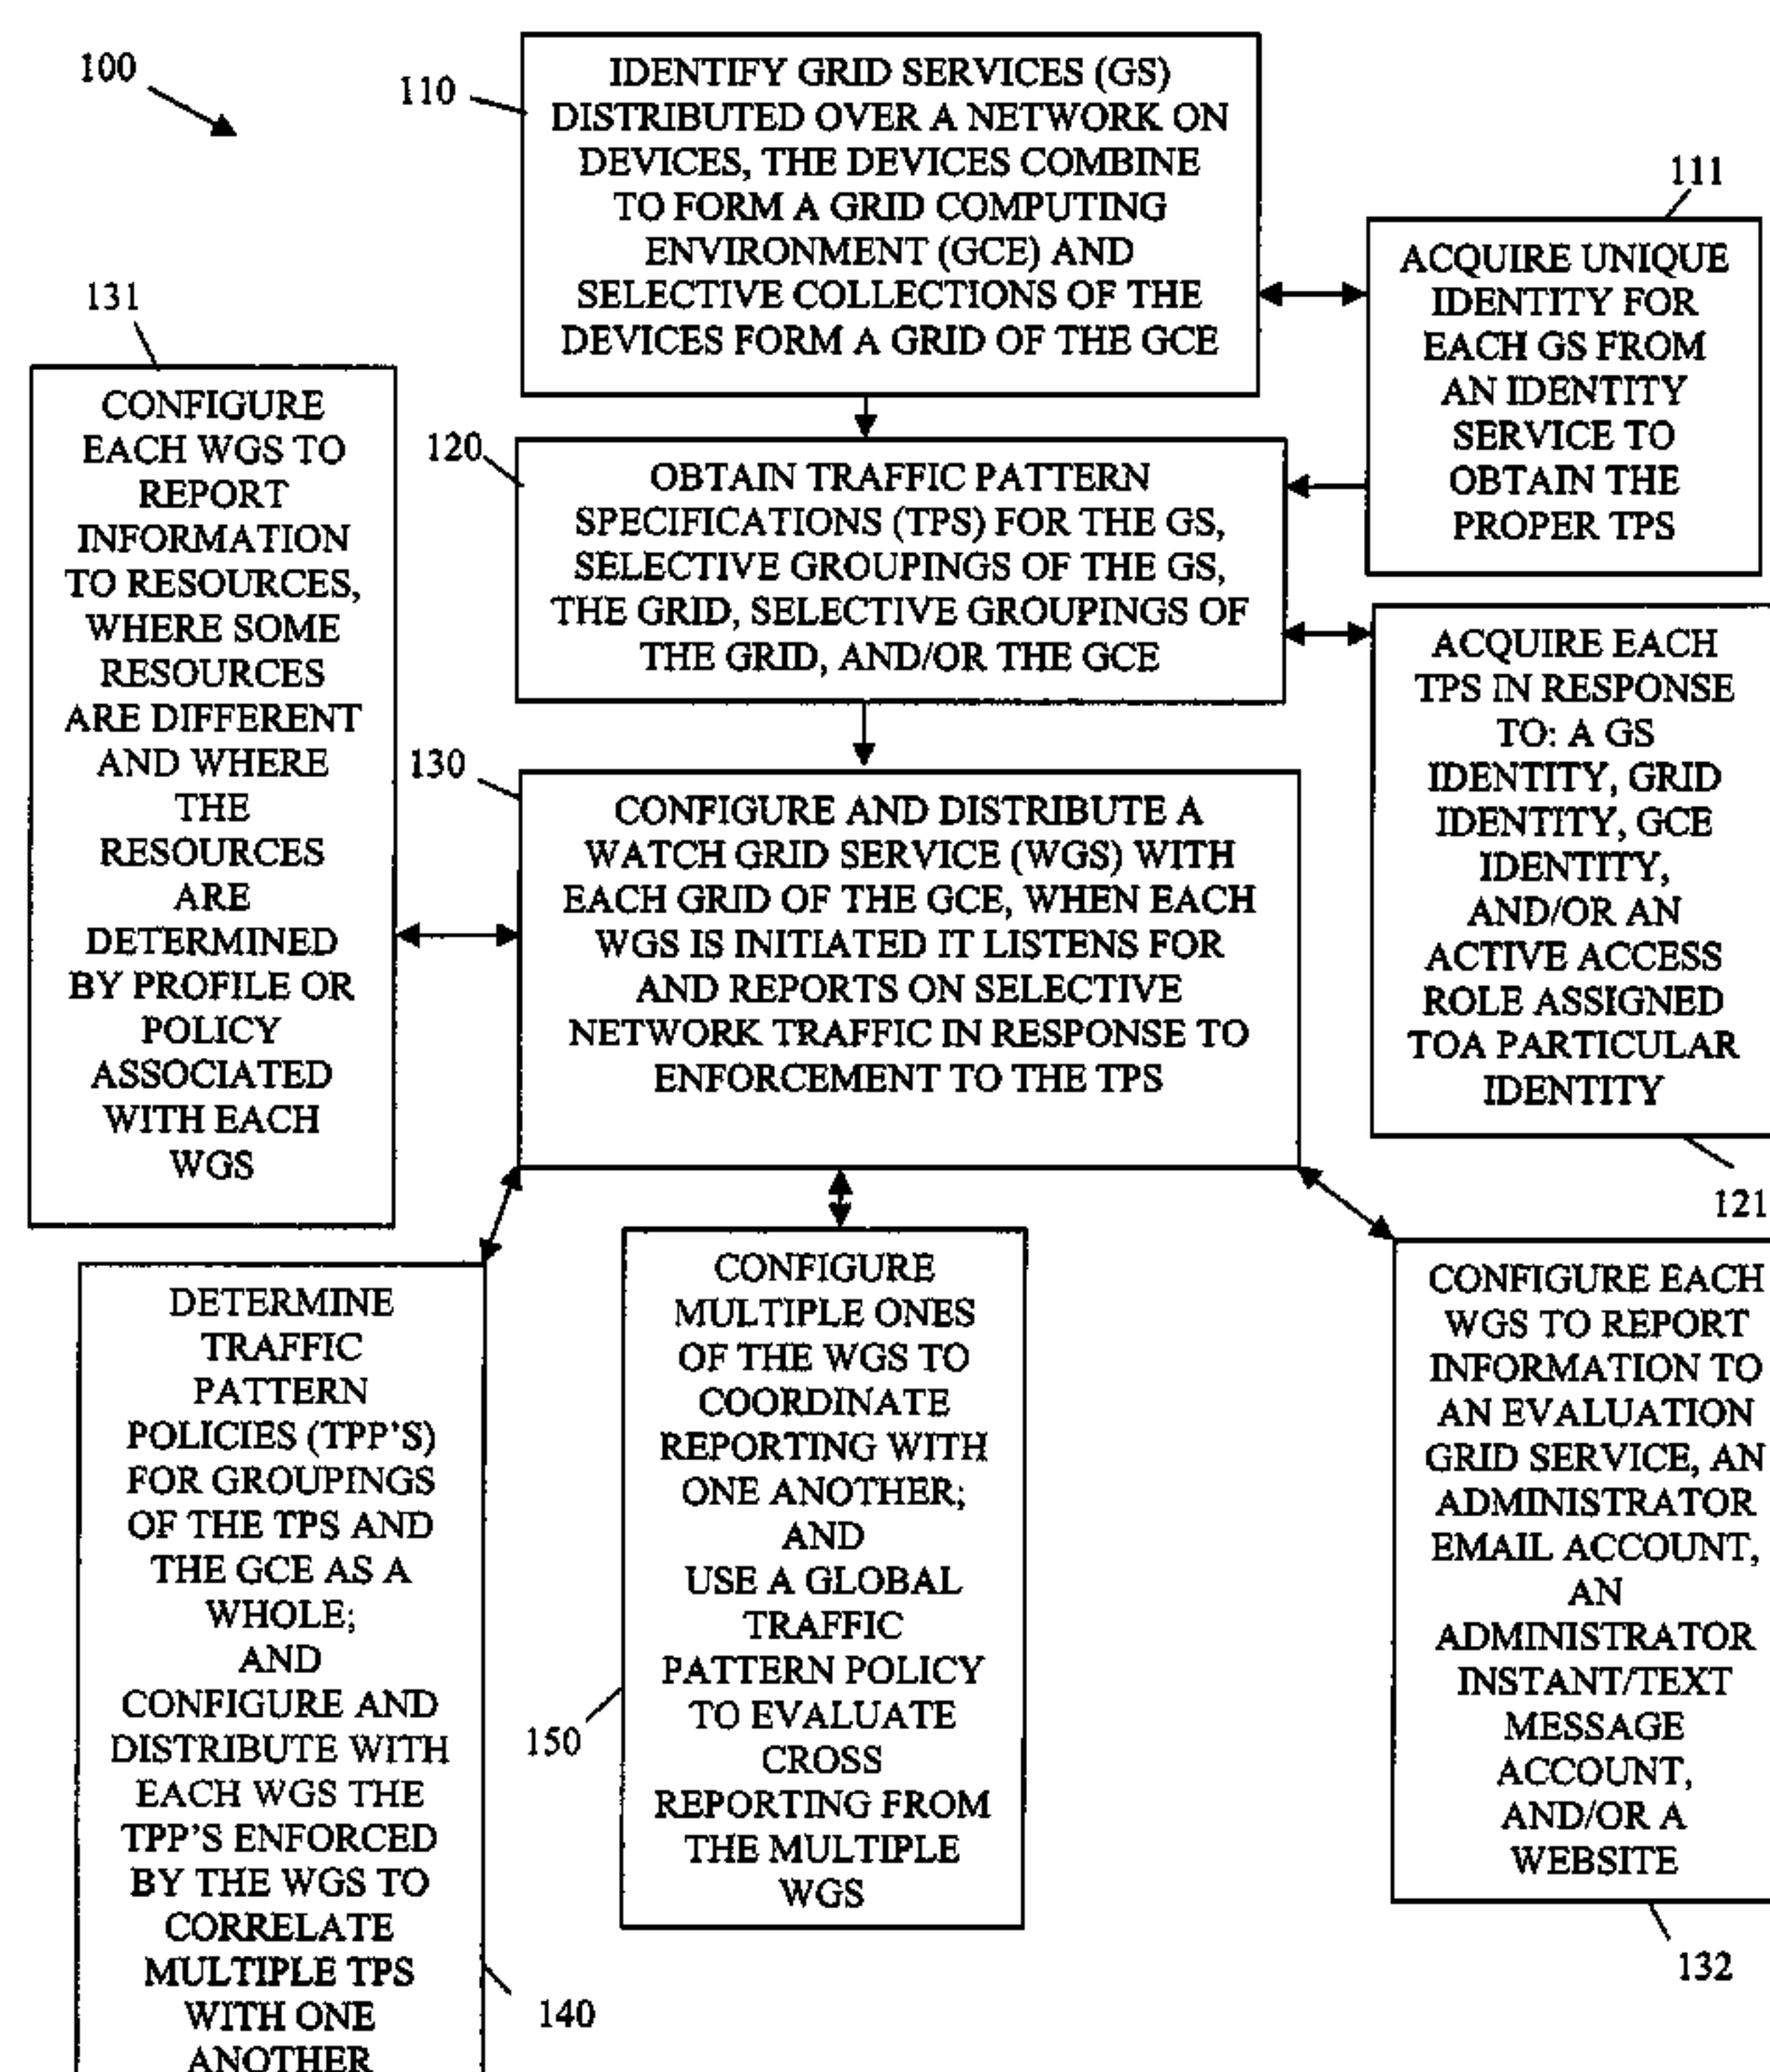 100
110
IDENTIFY GRID SERVICES (GS)
DISTRIBUTED OVER A NETWORK ON
DEVICES, THE DEVICES COMBINE
TO FORM A GRID COMPUTING
ENVIRONMENT (GCE) AND
SELECTIVE COLLECTIONS OF THE
DEVICES FORM A GRID OF THE GCE
111
ACQUIRE UNIQUE
IDENTITY FOR
EACH GS FROM
AN IDENTITY
SERVICE TO
OBTAIN THE
PROPER TPS
120
OBTAIN TRAFFIC PATTERN
SPECIFICATIONS (TPS) FOR THE GS,
SELECTIVE GROUPINGS OF THE GS,
THE GRID, SELECTIVE GROUPINGS OF
THE GRID, AND/OR THE GCE
ACQUIRE EACH
TPS IN RESPONSE
TO: A GS
IDENTITY, GRID
IDENTITY, GCE
IDENTITY,
AND/OR AN
ACTIVE ACCESS
ROLE ASSIGNED
TOA PARTICULAR
IDENTITY
121
131
CONFIGURE
EACH WGS TO
REPORT
INFORMATION
TO RESOURCES,
WHERE SOME
RESOURCES
ARE DIFFERENT
AND WHERE
THE
RESOURCES
ARE
DETERMINED
BY PROFILE OR
POLICY
ASSOCIATED
WITH EACH
WGS
130
CONFIGURE AND DISTRIBUTE A
WATCH GRID SERVICE (WGS) WITH
EACH GRID OF THE GCE, WHEN EACH
WGS IS INITIATED IT LISTENS FOR
AND REPORTS ON SELECTIVE
NETWORK TRAFFIC IN RESPONSE TO
ENFORCEMENT TO THE TPS
DETERMINE
TRAFFIC
PATTERN
POLICIES (TPP'S)
FOR GROUPINGS
OF THE TPS AND
THE GCE AS A
WHOLE;
AND
CONFIGURE AND
DISTRIBUTE WITH
EACH WGS THE
TPP'S ENFORCED
BY THE WGS TO
CORRELATE
MULTIPLE TPS
WITH ONE
ANOTHER
140
CONFIGURE
MULTIPLE ONES
OF THE WGS TO
COORDINATE
REPORTING WITH
ONE ANOTHER;
AND
USE A GLOBAL
TRAFFIC
PATTERN POLICY
TO EVALUATE
CROSS
REPORTING FROM
THE MULTIPLE
WGS
150
CONFIGURE EACH
WGS TO REPORT
INFORMATION TO
AN EVALUATION
GRID SERVICE, AN
ADMINISTRATOR
EMAIL ACCOUNT,
AN
ADMINISTRATOR
INSTANT/TEXT
MESSAGE
ACCOUNT,
AND/OR A
WEBSITE
132